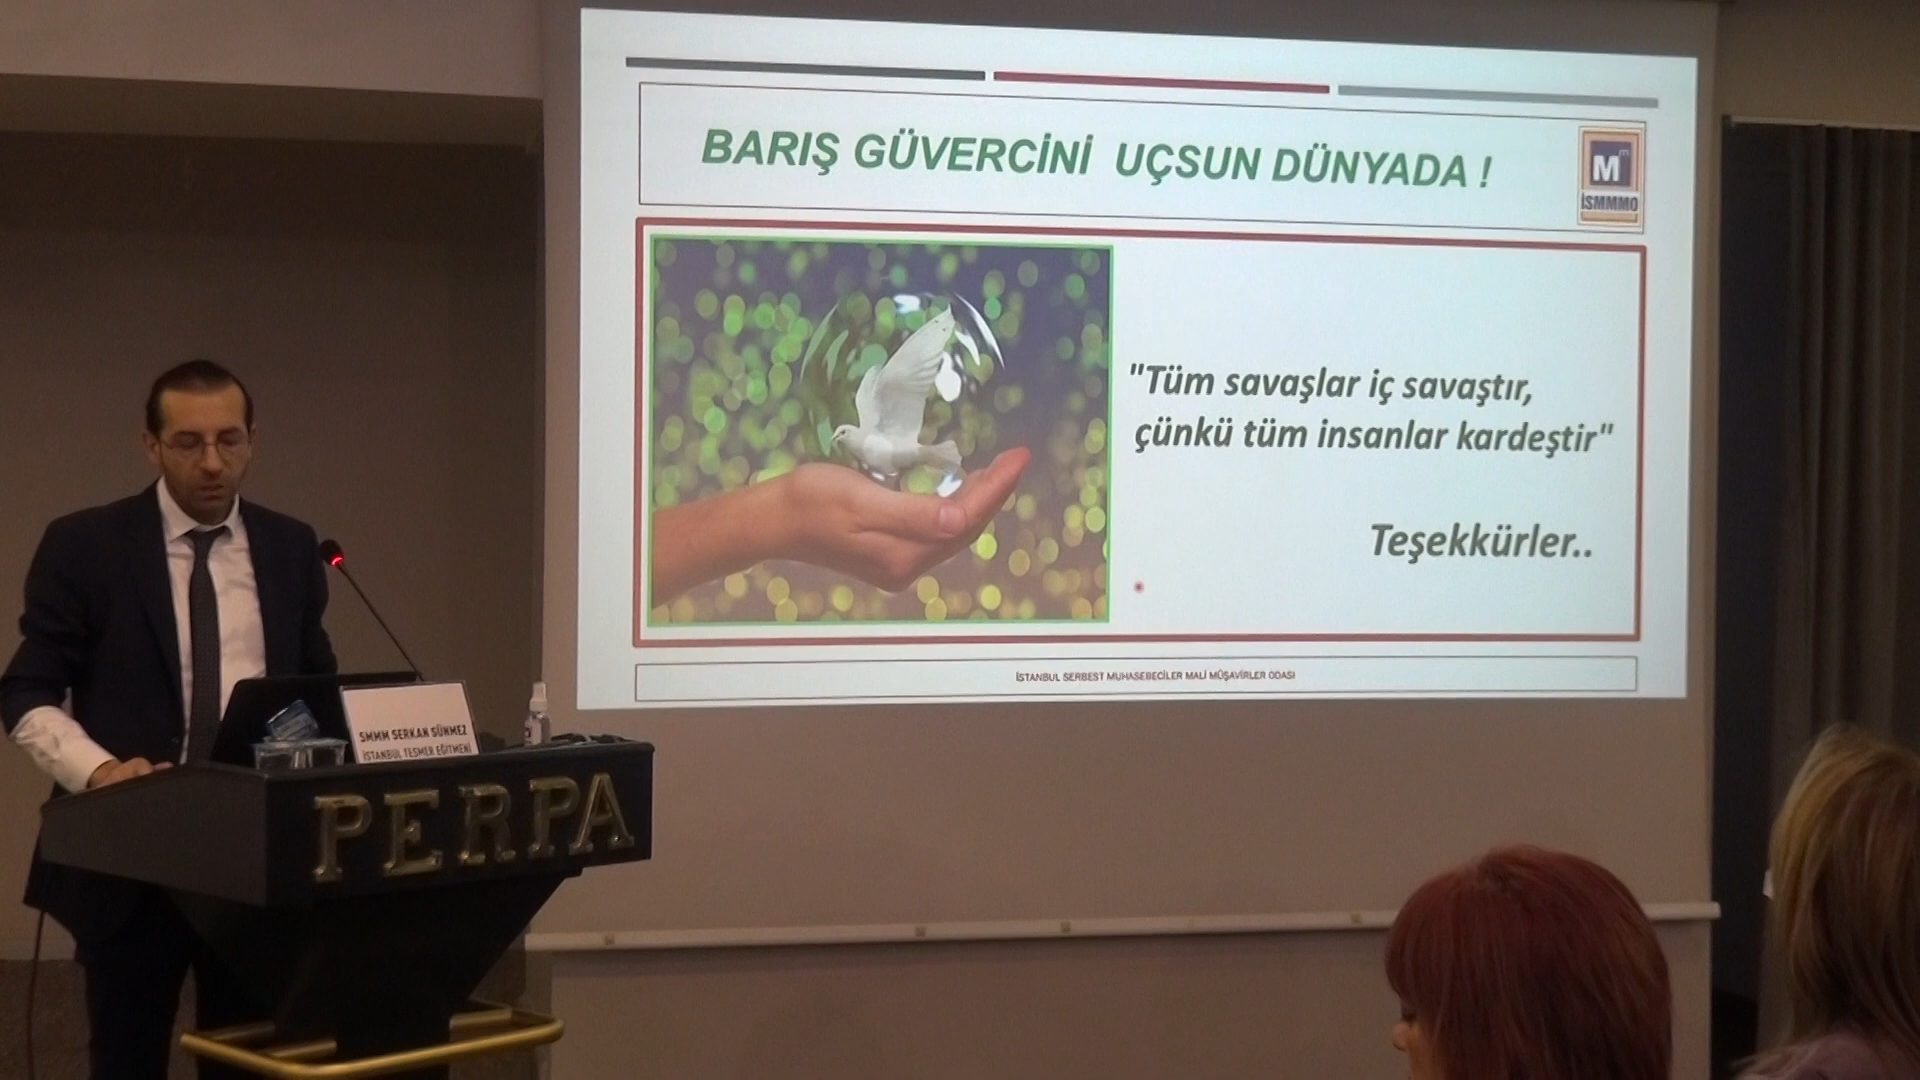 BARIŞ GÜVERCİNİ UÇSUN DÜNYADA !
Mm
İSMMMO
"Tüm savaşlar iç savaştır,
çünkü tüm insanlar kardeştir"
Teşekkürler..
İSTANBUL SERBEST MUHASEBECİLER MALİ MÜŞAVİRLER ODASI
SMMM SERKAN SÜNMEZ
İSTANBUL TESMER EĞİTMENİ
PERPA